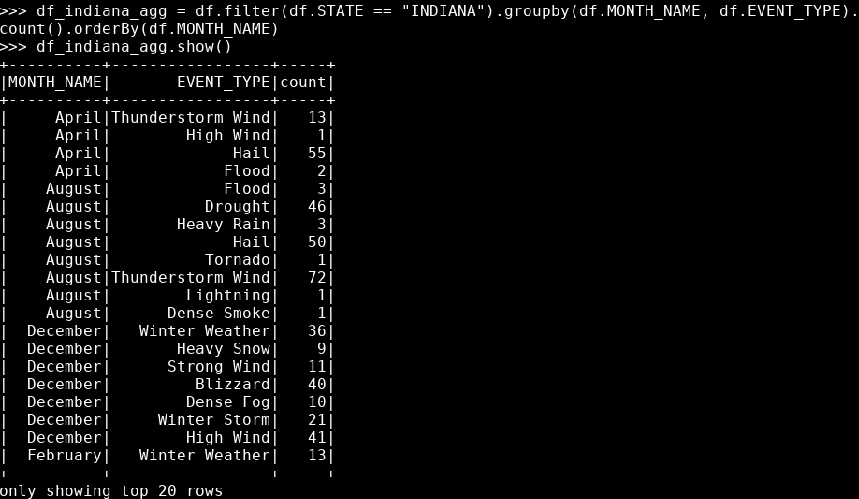 >>> df_indiana_agg = df.filter(df.STATE == "INDIANA").groupby(df.MONTH_NAME, df.EVENT_TYPE).
count().orderBy(df.MONTH_NAME)
>>> df_indiana_agg.show()
+----------+-----------------+-----+
|MONTH_NAME|       EVENT_TYPE|count|
+----------+-----------------+-----+
|     April|Thunderstorm Wind|   13|
|     April|        High Wind|    1|
|     April|             Hail|   55|
|     April|            Flood|    2|
|    August|            Flood|    3|
|    August|          Drought|   46|
|    August|       Heavy Rain|    3|
|    August|             Hail|   50|
|    August|          Tornado|    1|
|    August|Thunderstorm Wind|   72|
|    August|        Lightning|    1|
|    August|      Dense Smoke|    1|
|  December|   Winter Weather|   36|
|  December|       Heavy Snow|    9|
|  December|      Strong Wind|   11|
|  December|         Blizzard|   40|
|  December|        Dense Fog|   10|
|  December|     Winter Storm|   21|
|  December|        High Wind|   41|
|  February|   Winter Weather|   13|
+----------+-----------------+-----+
only showing top 20 rows